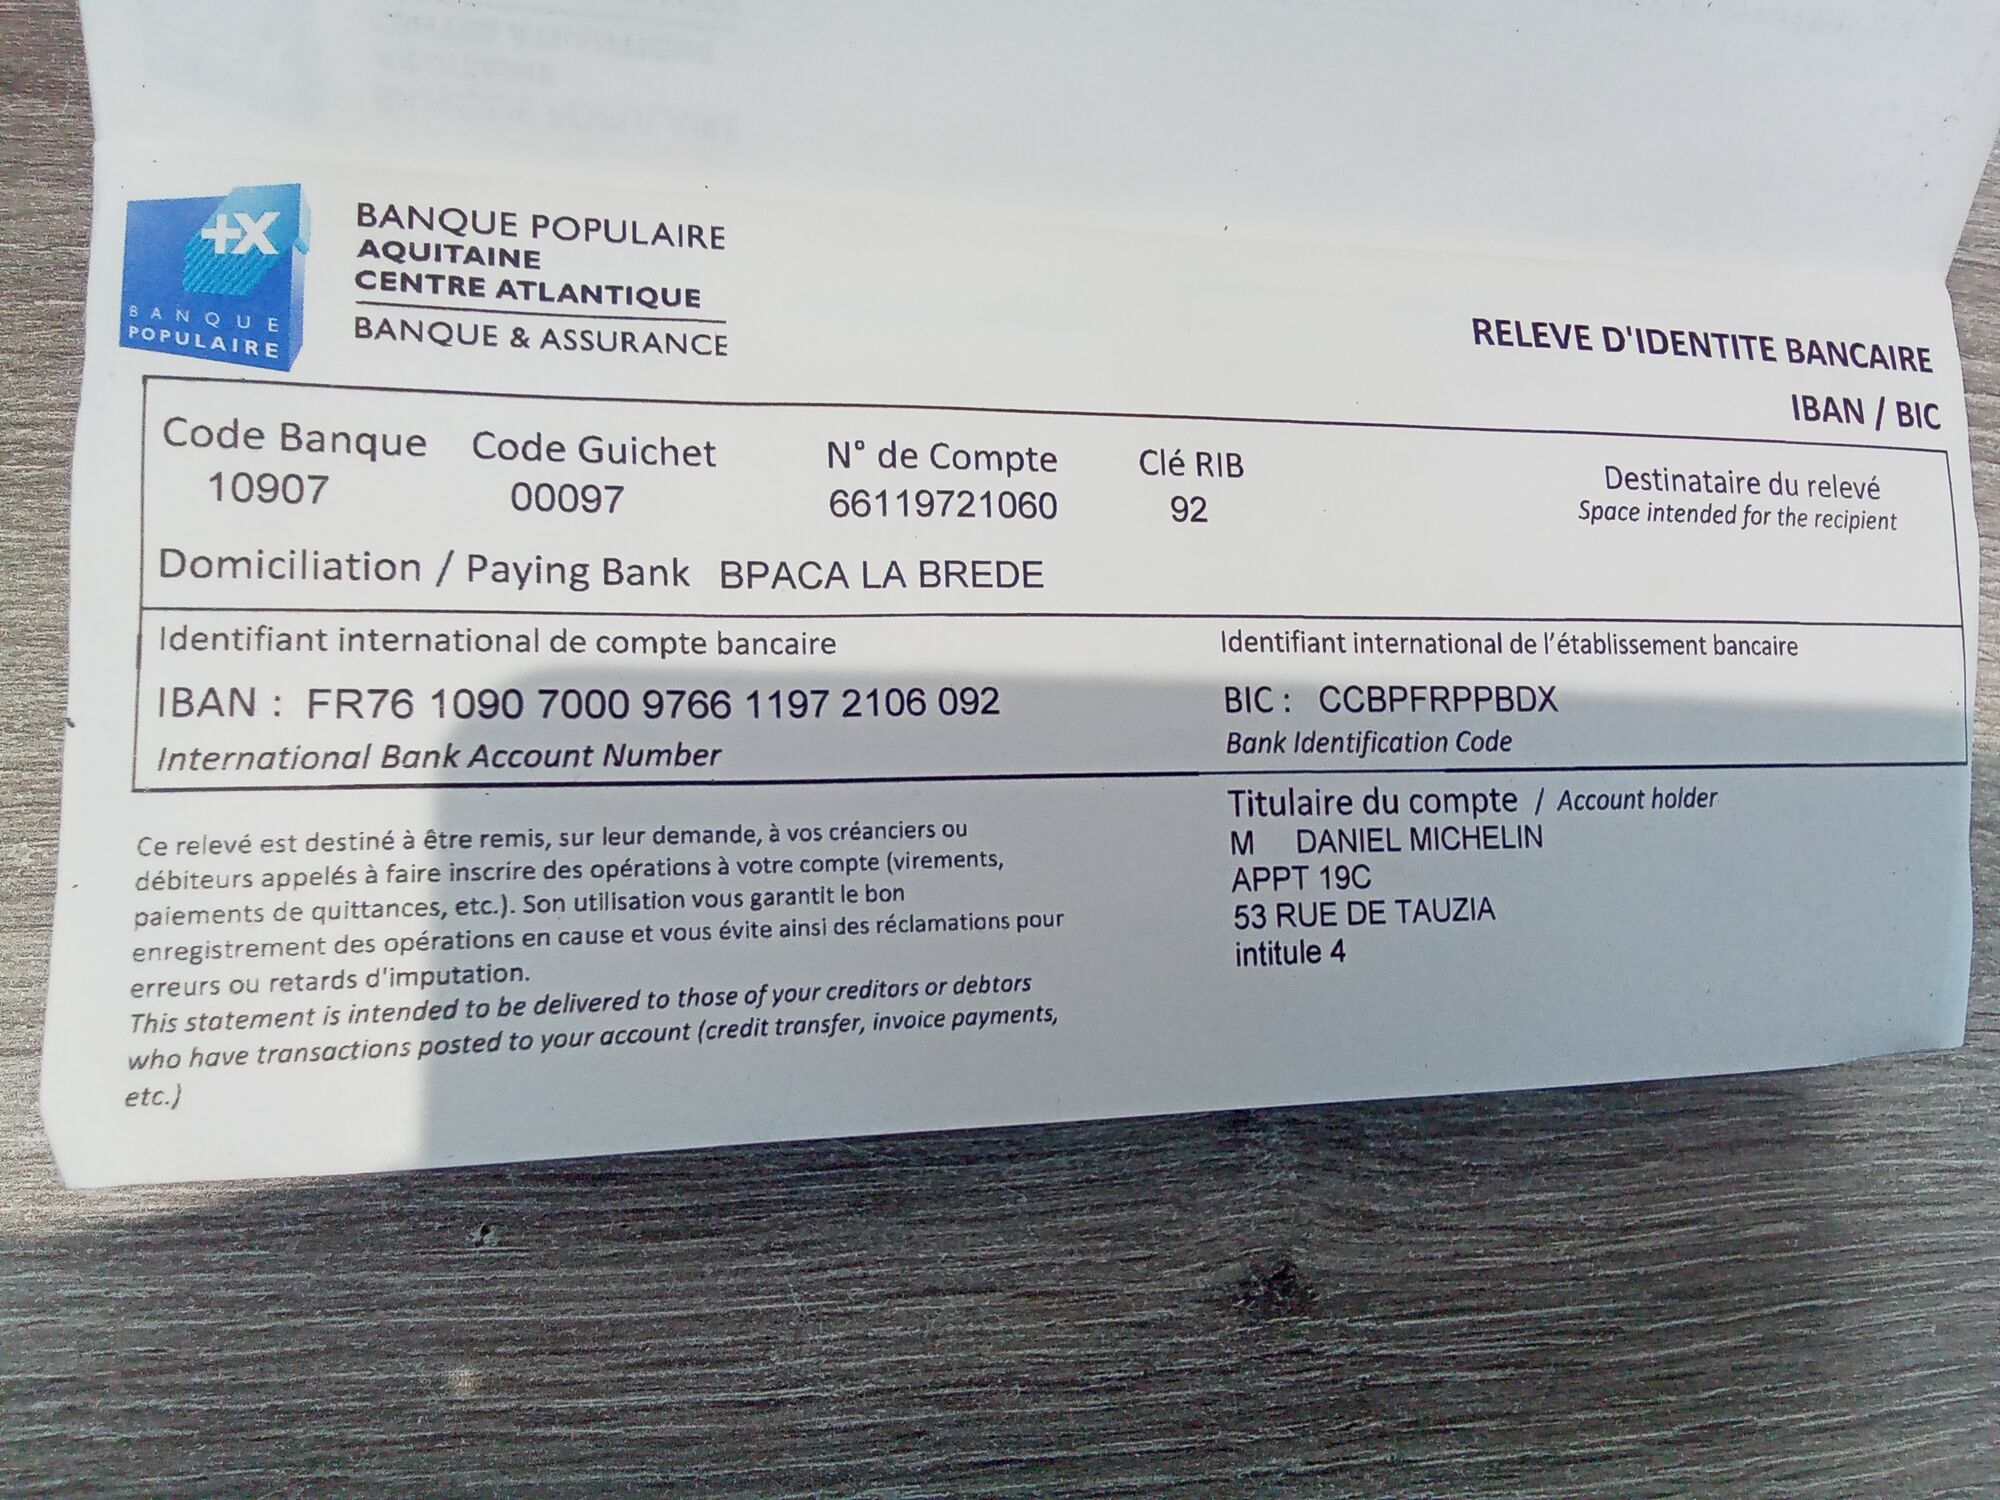 +X
BANQUE
POPULAIRE
BANQUE POPULAIRE
AQUITAINE
CENTRE ATLANTIQUE
BANQUE & ASSURANCE
RELEVE D'IDENTITE BANCAIRE
IBAN / BIC
Code Banque Code Guichet N° de Compte Clé RIB
10907 00097 66119721060 92
Destinataire du relevé
Space intended for the recipient
Domiciliation / Paying Bank BPACA LA BREDE
Identifiant international de compte bancaire
IBAN : FR76 1090 7000 9766 1197 2106 092
International Bank Account Number
Identifiant international de l'établissement bancaire
BIC : CCBPFRPPBDX
Bank Identification Code
Ce relevé est destiné à être remis, sur leur demande, à vos créanciers ou
débiteurs appelés à faire inscrire des opérations à votre compte (virements,
paiements de quittances, etc.). Son utilisation vous garantit le bon
enregistrement des opérations en cause et vous évite ainsi des réclamations pour
erreurs ou retards d'imputation.
This statement is intended to be delivered to those of your creditors or debtors
who have transactions posted to your account (credit transfer, invoice payments,
etc.)
Titulaire du compte / Account holder
M DANIEL MICHELIN
APPT 19C
53 RUE DE TAUZIA
intitule 4